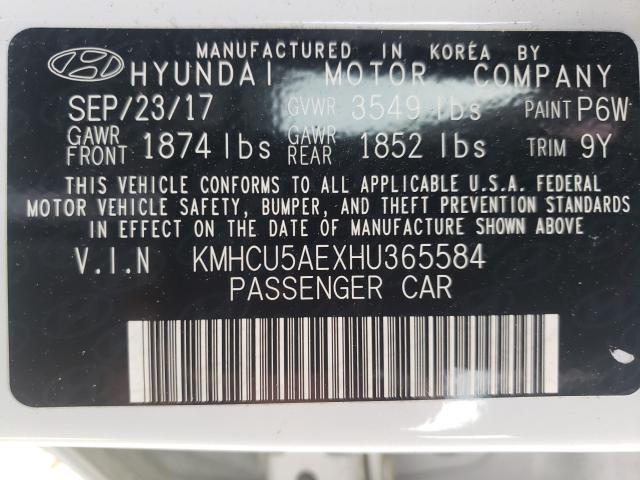 MANUFACTURED IN KORÉA BY
HYUNDAI MOTOR COMPANY
SEP/23/17 GVWR 3549 lbs PAINT P6W
GAWR FRONT 1874 lbs GAWR REAR 1852 lbs TRIM 9Y
THIS VEHICLE CONFORMS TO ALL APPLICABLE U.S.A. FEDERAL
MOTOR VEHICLE SAFETY, BUMPER, AND THEFT PREVENTION STANDARDS
IN EFFECT ON THE DATE OF MANUFACTURE SHOWN ABOVE
V.I.N KMHCU5AEXHU365584
PASSENGER CAR